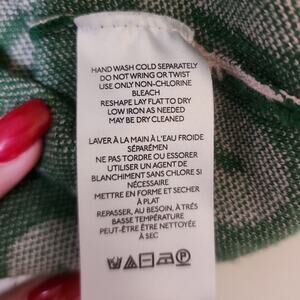 HAND WASH COLD SEPARATELY
DO NOT WRING OR TWIST
USE ONLY NON-CHLORINE
BLEACH
RESHAPE LAY FLAT TO DRY
LOW IRON AS NEEDED
MAY BE DRY CLEANED
LAVER À LA MAIN À L'EAU FROIDE
SÉPARÉMEN
NE PAS TORDRE OU ESSORER
UTILISER UN AGENT DE
BLANCHIMENT SANS CHLORE SI
NÉCESSAIRE
METTRE EN FORME ET SECHER
À PLAT
REPASSER, AU BESOIN, À TRÉS
BASSE TEMPÉRATURE
PEUT-ÊTRE ÊTRE NETTOYÉE
À SEC
P